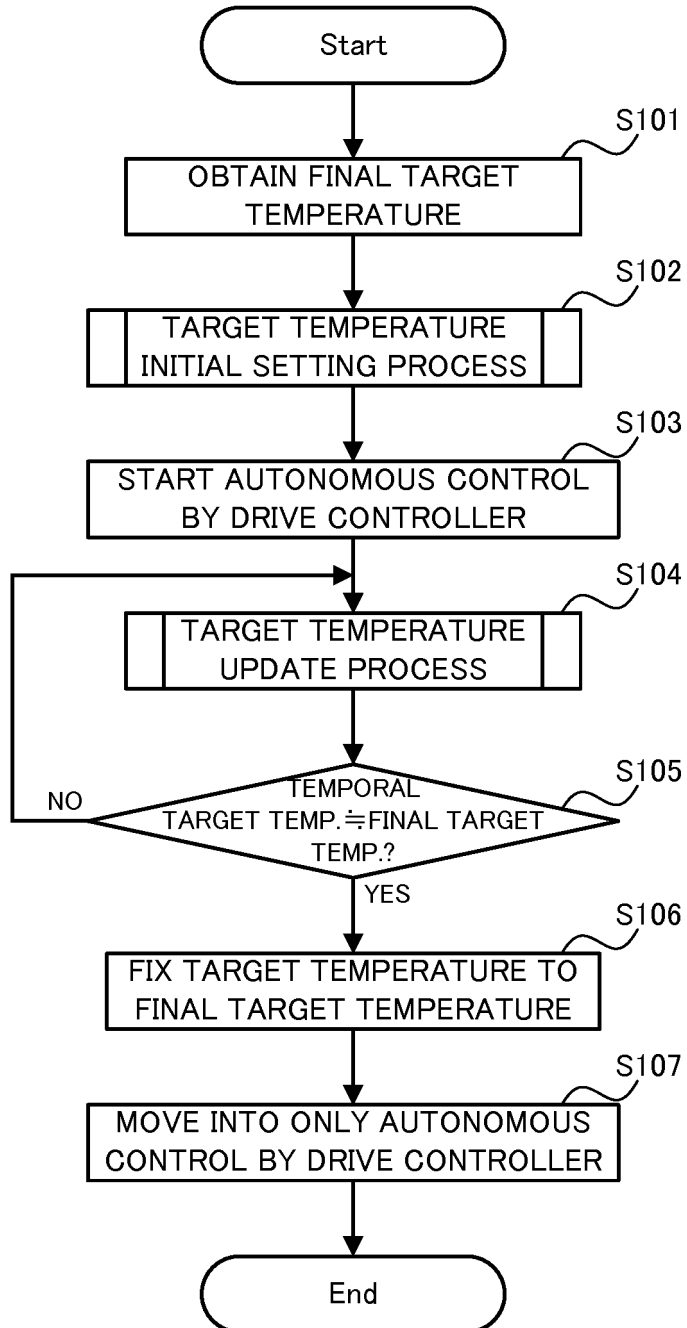 Start
S101
OBTAIN FINAL TARGET
TEMPERATURE
S102
TARGET TEMPERATURE
INITIAL SETTING PROCESS
S103
START AUTONOMOUS CONTROL
BY DRIVE CONTROLLER
S104
TARGET TEMPERATURE
UPDATE PROCESS
S105
TEMPORAL
TARGET TEMP.≒FINAL TARGET
TEMP.?
NO
YES
S106
FIX TARGET TEMPERATURE TO
FINAL TARGET TEMPERATURE
S107
MOVE INTO ONLY AUTONOMOUS
CONTROL BY DRIVE CONTROLLER
End